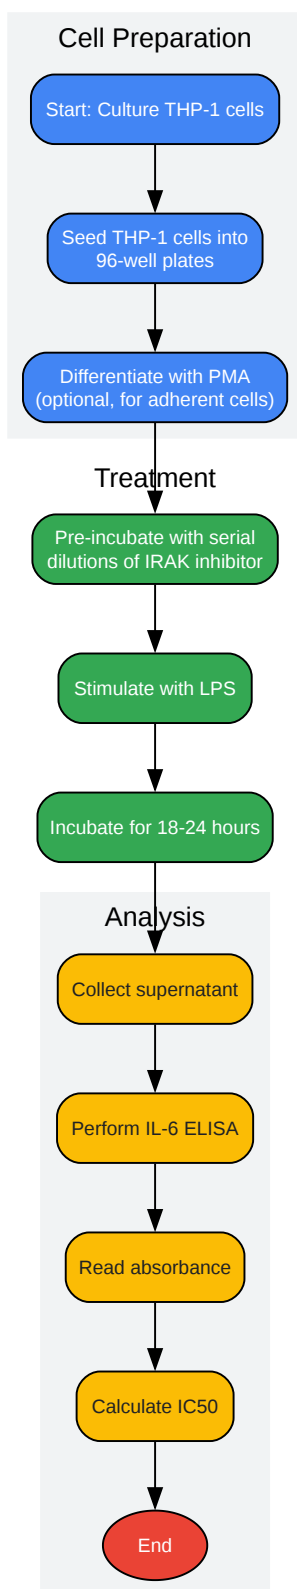 Cell Preparation
Start: Culture THP-1 cells
Seed THP-1 cells into
96-well plates
Differentiate with PMA
(optional, for adherent cells)
Treatment
Pre-incubate with serial
dilutions of IRAK inhibitor
Stimulate with LPS
Incubate for 18-24 hours
Analysis
Collect supernatant
Perform IL-6 ELISA
Read absorbance
Calculate IC50
End